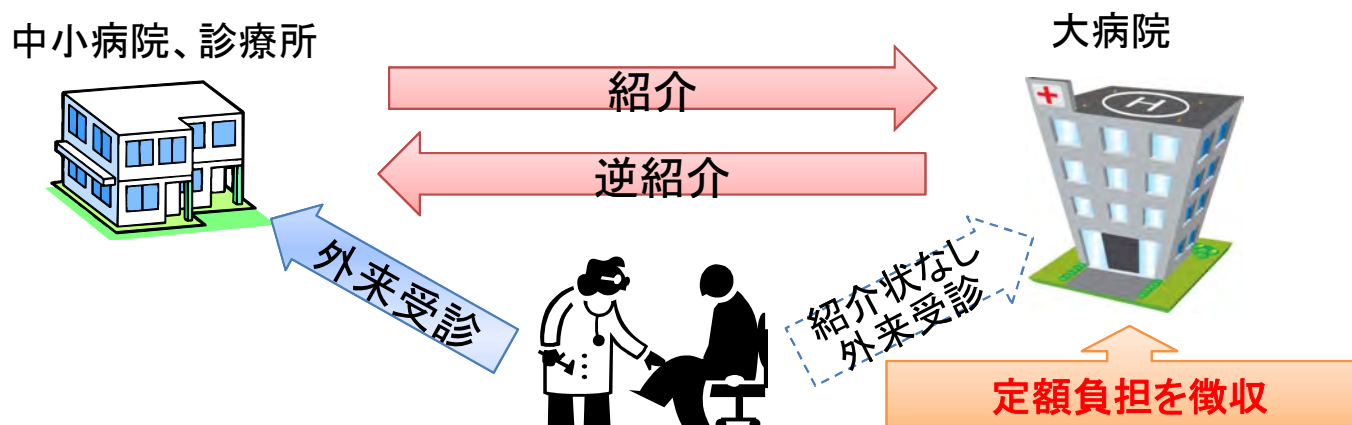 中小病院、診療所
大病院
紹介
逆紹介
外来受診
紹介状なし
外来受診
定額負担を徴収
H